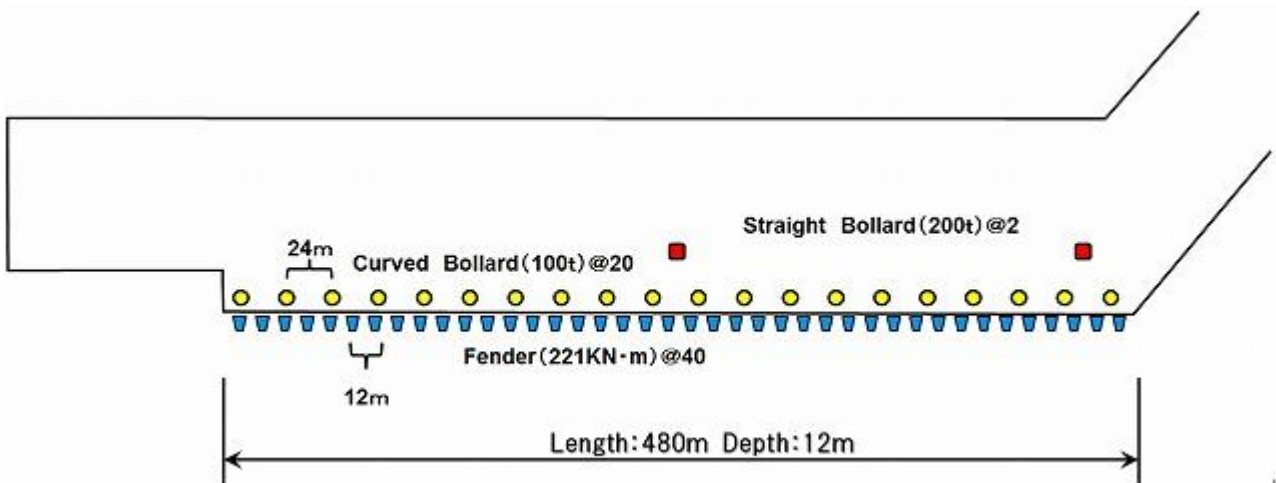 Straight Bollard(200t)@2
24m
Curved Bollard(100t)@20
Fender(221KN·m)@40
12m
Length:480m Depth:12m